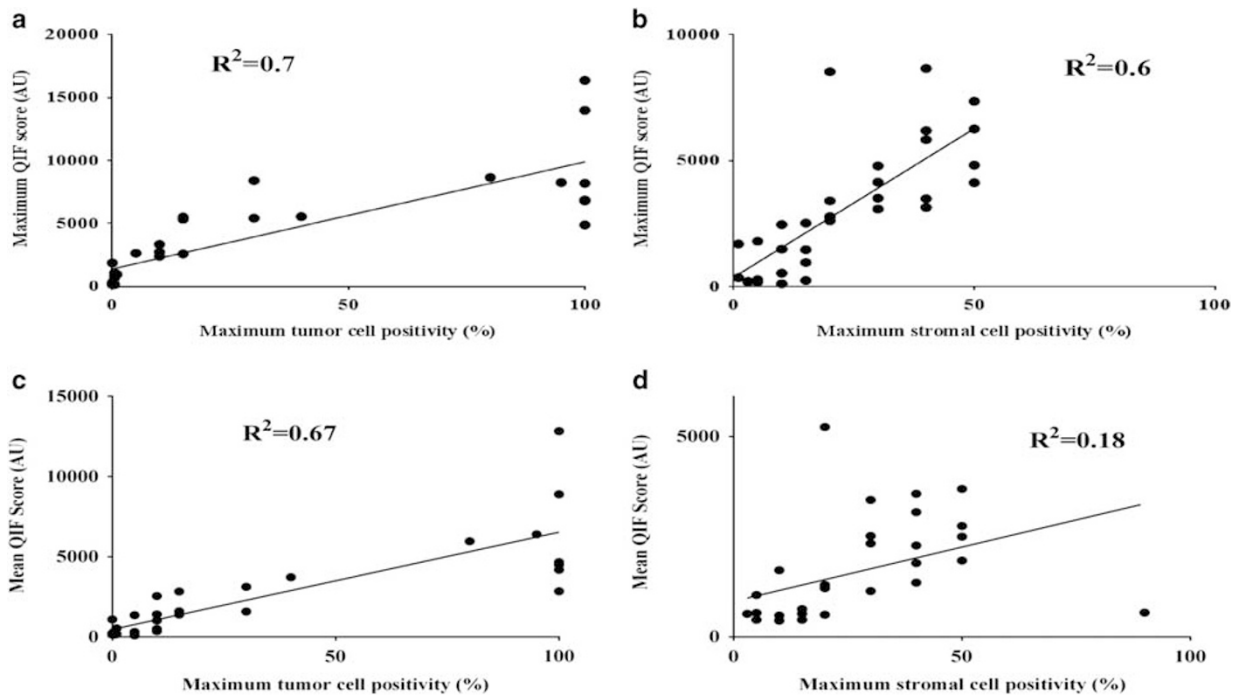 a
R²=0.7
Maximum QIF score (AU)
20000
15000
10000
5000
0
0 50 100
Maximum tumor cell positivity (%)
b
R²=0.6
Maximum QIF score (AU)
10000
5000
0
0 50 100
Maximum stromal cell positivity (%)
c
R²=0.67
Mean QIF Score (AU)
15000
10000
5000
0
0 50 100
Maximum tumor cell positivity (%)
d
R²=0.18
Mean QIF Score (AU)
5000
0
0 50 100
Maximum stromal cell positivity (%)